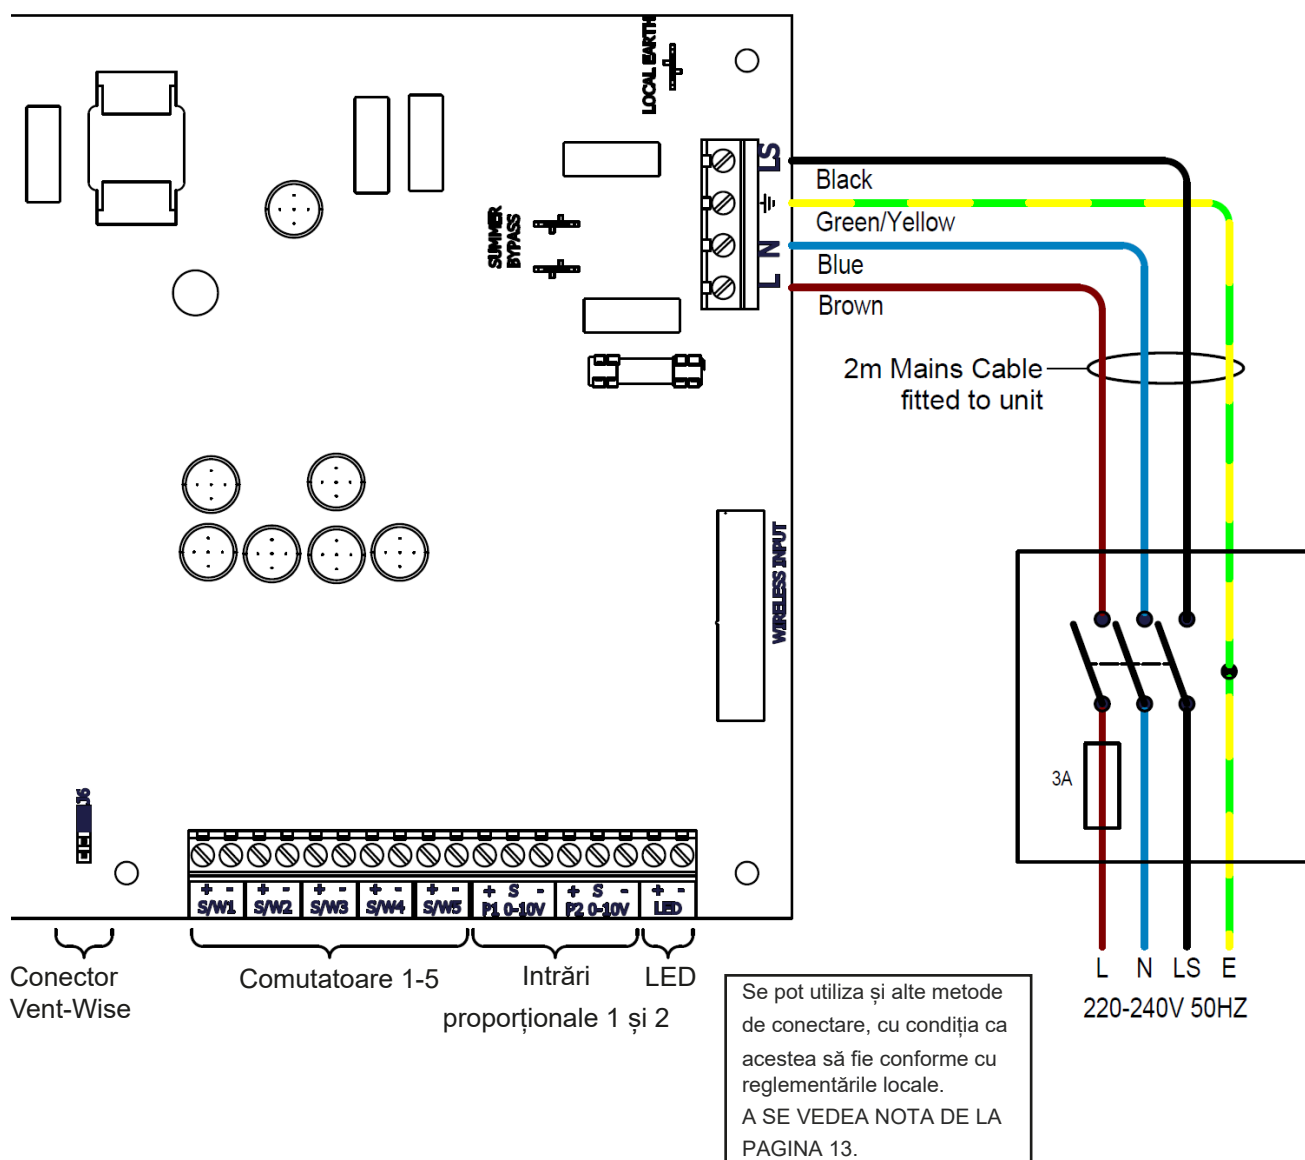 LOCAL EARTH
LS
Black
Green/Yellow
SUMMER
BYPASS
N
Blue
L
Brown
2m Mains Cable
fitted to unit
WIRELESS INPUT
3A
J6
+ - + - + - + - + - + S - + S - + -
S/W1 S/W2 S/W3 S/W4 S/W5 P1 0-10V P2 0-10V LED
Conector
Vent-Wise
Comutatoare 1-5
Intrări
proporționale 1 și 2
LED
L N LS E
220-240V 50HZ
Se pot utiliza și alte metode
de conectare, cu condiția ca
acestea să fie conforme cu
reglementările locale.
A SE VEDEA NOTA DE LA
PAGINA 13.